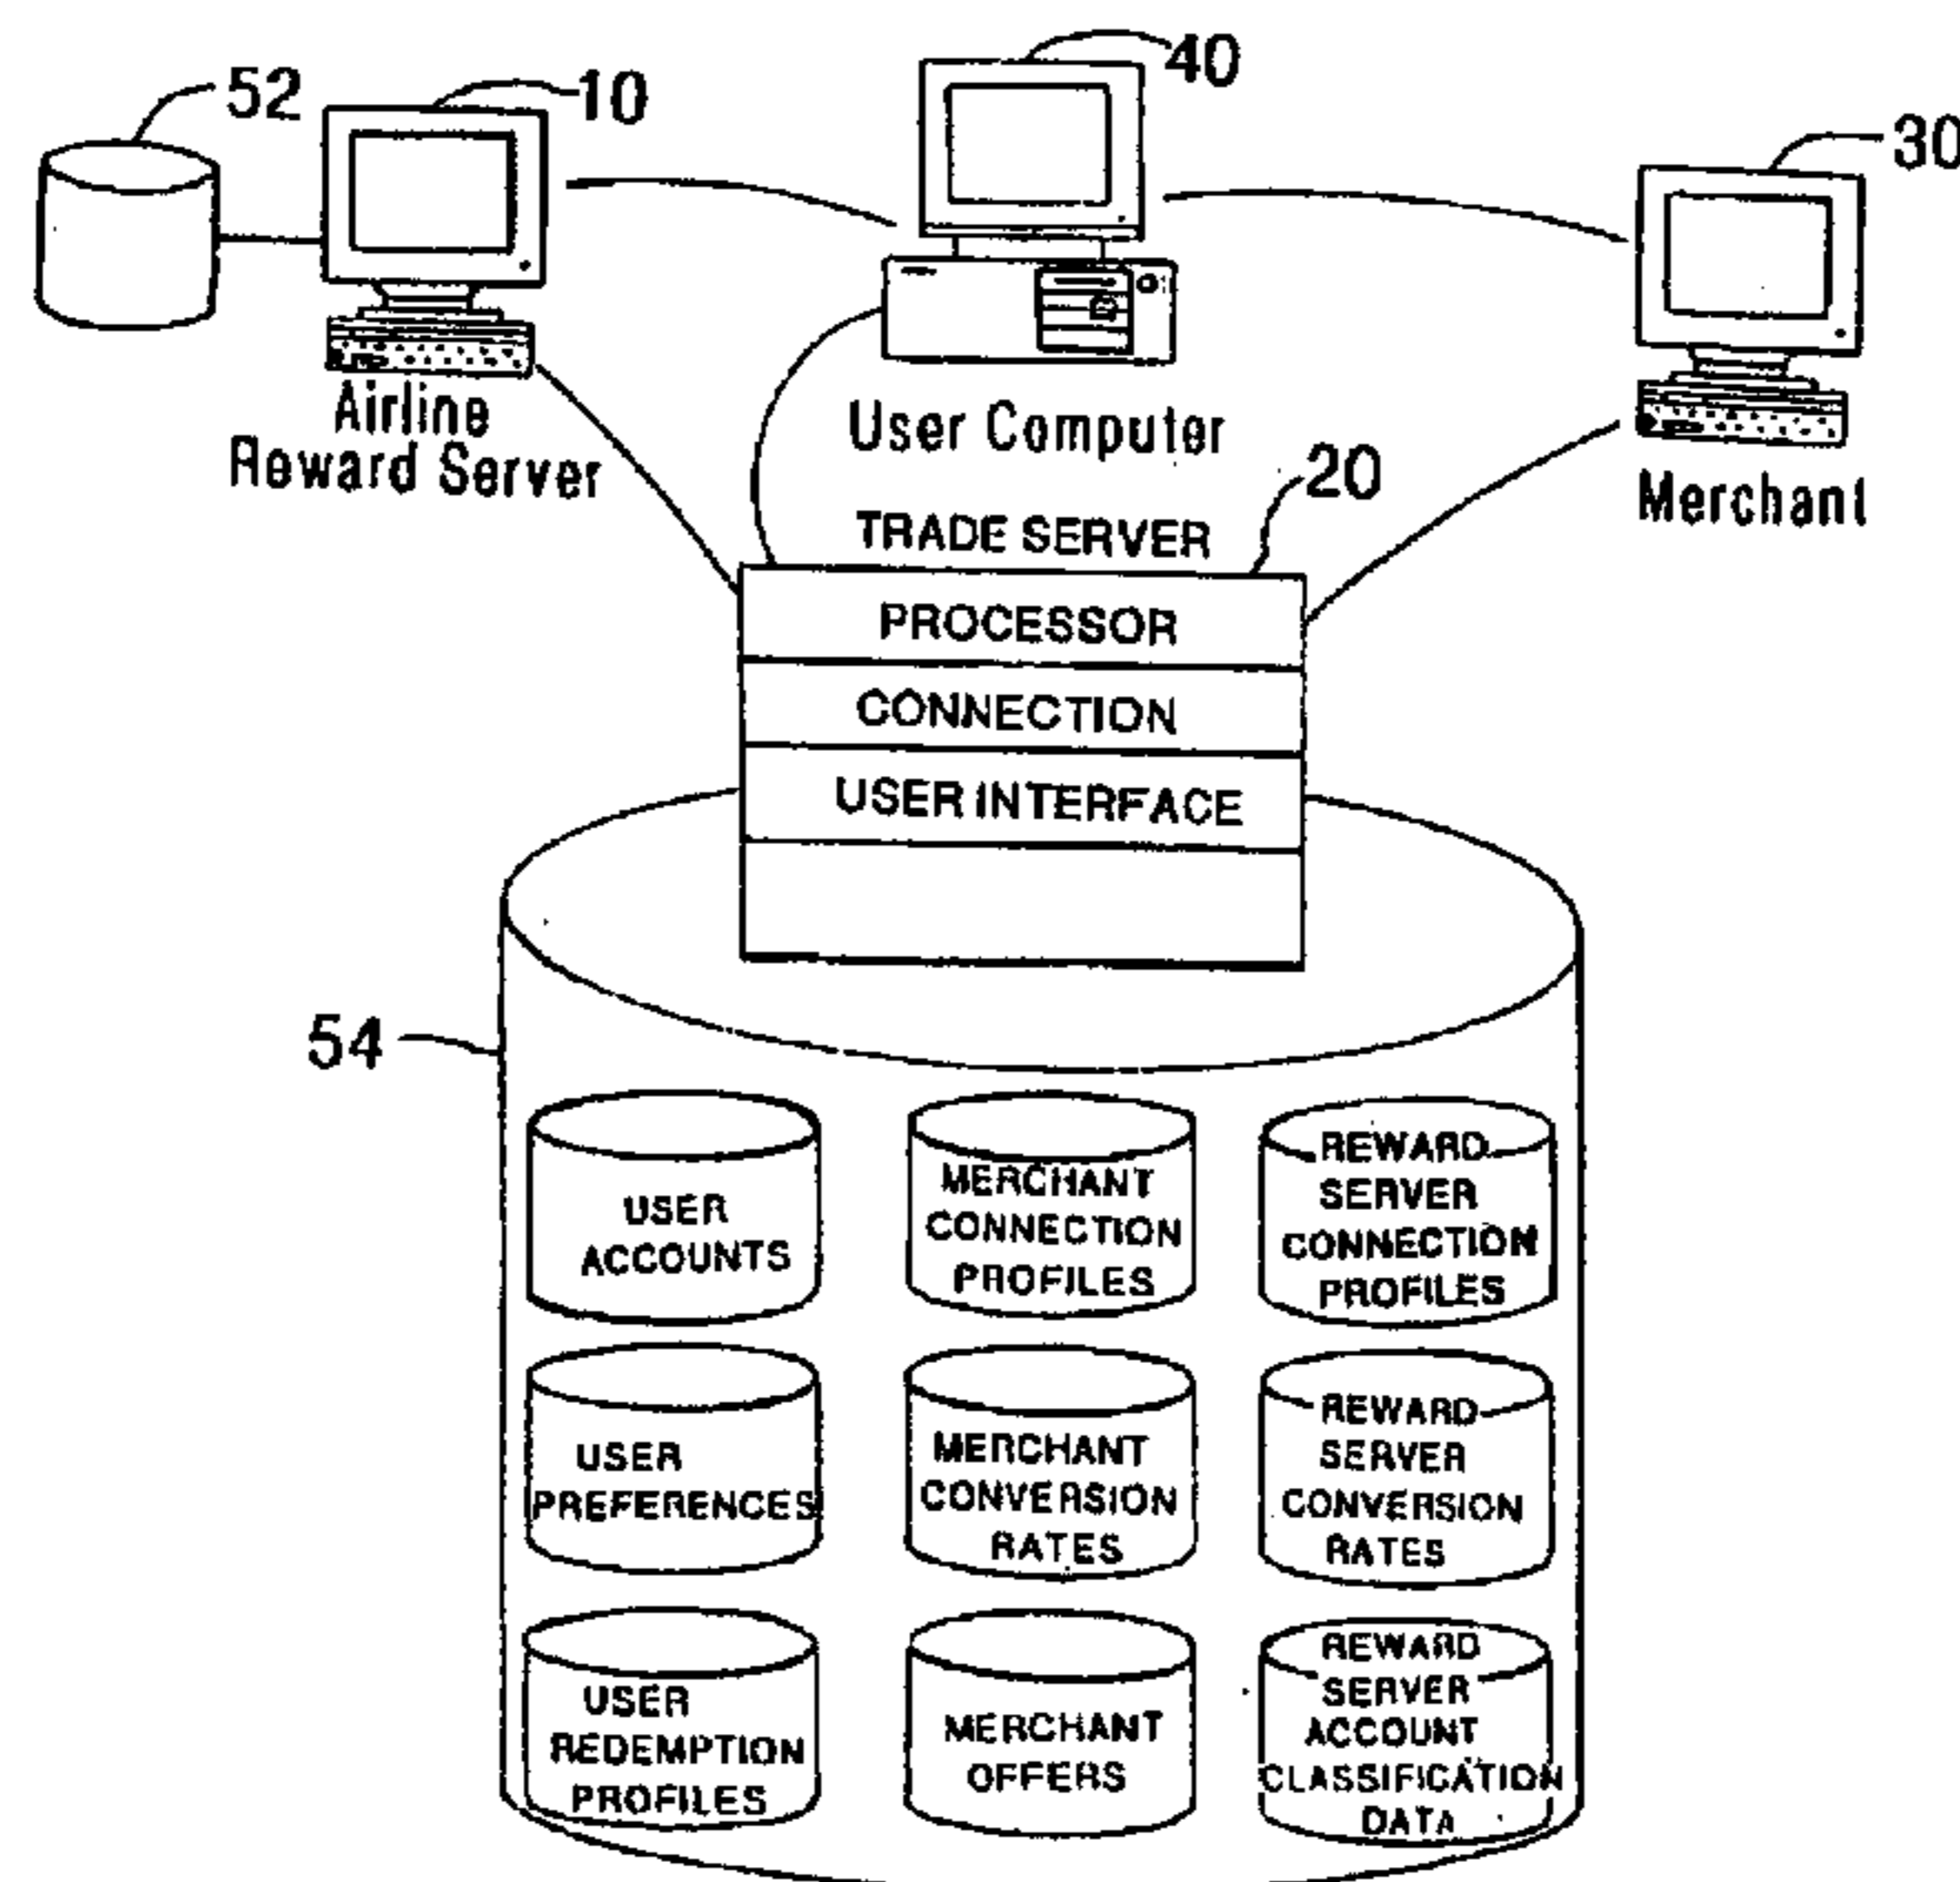 52
10
40
30
Airline
Reward Server
User Computer
Merchant
20
TRADE SERVER
PROCESSOR
CONNECTION
USER INTERFACE
54
USER
ACCOUNTS
MERCHANT
CONNECTION
PROFILES
REWARD
SERVER
CONNECTION
PROFILES
USER
PREFERENCES
MERCHANT
CONVERSION
RATES
REWARD
SERVER
CONVERSION
RATES
USER
REDEMPTION
PROFILES
MERCHANT
OFFERS
REWARD
SERVER
ACCOUNT
CLASSIFICATION
DATA